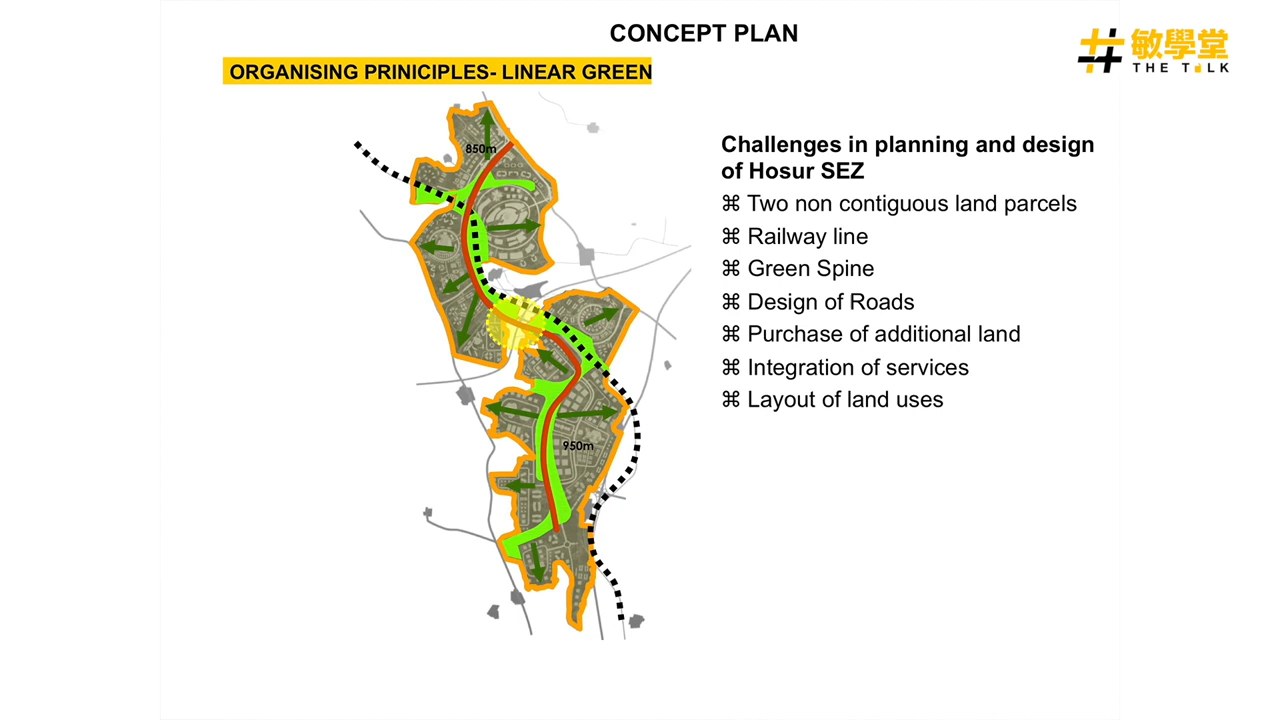 CONCEPT PLAN
敏學堂
THE TALK
ORGANISING PRINICIPLES- LINEAR GREEN
850m
950m
Challenges in planning and design
of Hosur SEZ
⌘ Two non contiguous land parcels
⌘ Railway line
⌘ Green Spine
⌘ Design of Roads
⌘ Purchase of additional land
⌘ Integration of services
⌘ Layout of land uses